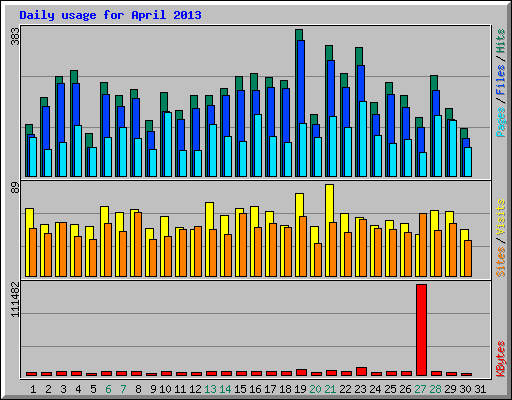 Daily usage for April 2013
383
Pages / Files / Hits
89
Sites / Visits
111482
KBytes
1 2 3 4 5 6 7 8 9 10 11 12 13 14 15 16 17 18 19 20 21 22 23 24 25 26 27 28 29 30 31